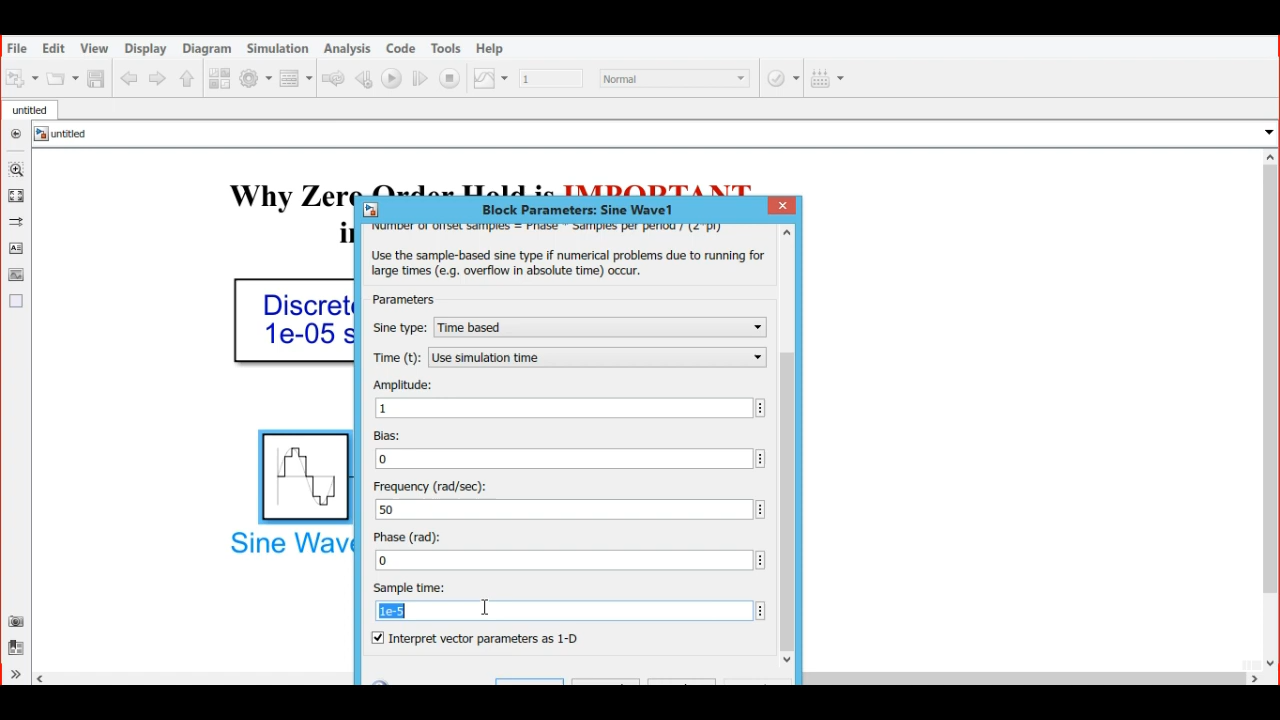 File Edit View Display Diagram Simulation Analysis Code Tools Help
1 Normal
untitled
untitled
Why Zero Order Hold is IMPORTANT
Block Parameters: Sine Wave1
Number of offset samples = Phase * Samples per period / (2*pi)
Use the sample-based sine type if numerical problems due to running for
large times (e.g. overflow in absolute time) occur.
Parameters
Sine type: Time based
Time (t): Use simulation time
Amplitude:
1
Bias:
0
Frequency (rad/sec):
50
Phase (rad):
0
Sample time:
1e-5
Interpret vector parameters as 1-D
Discrete
1e-05 s
Sine Wave